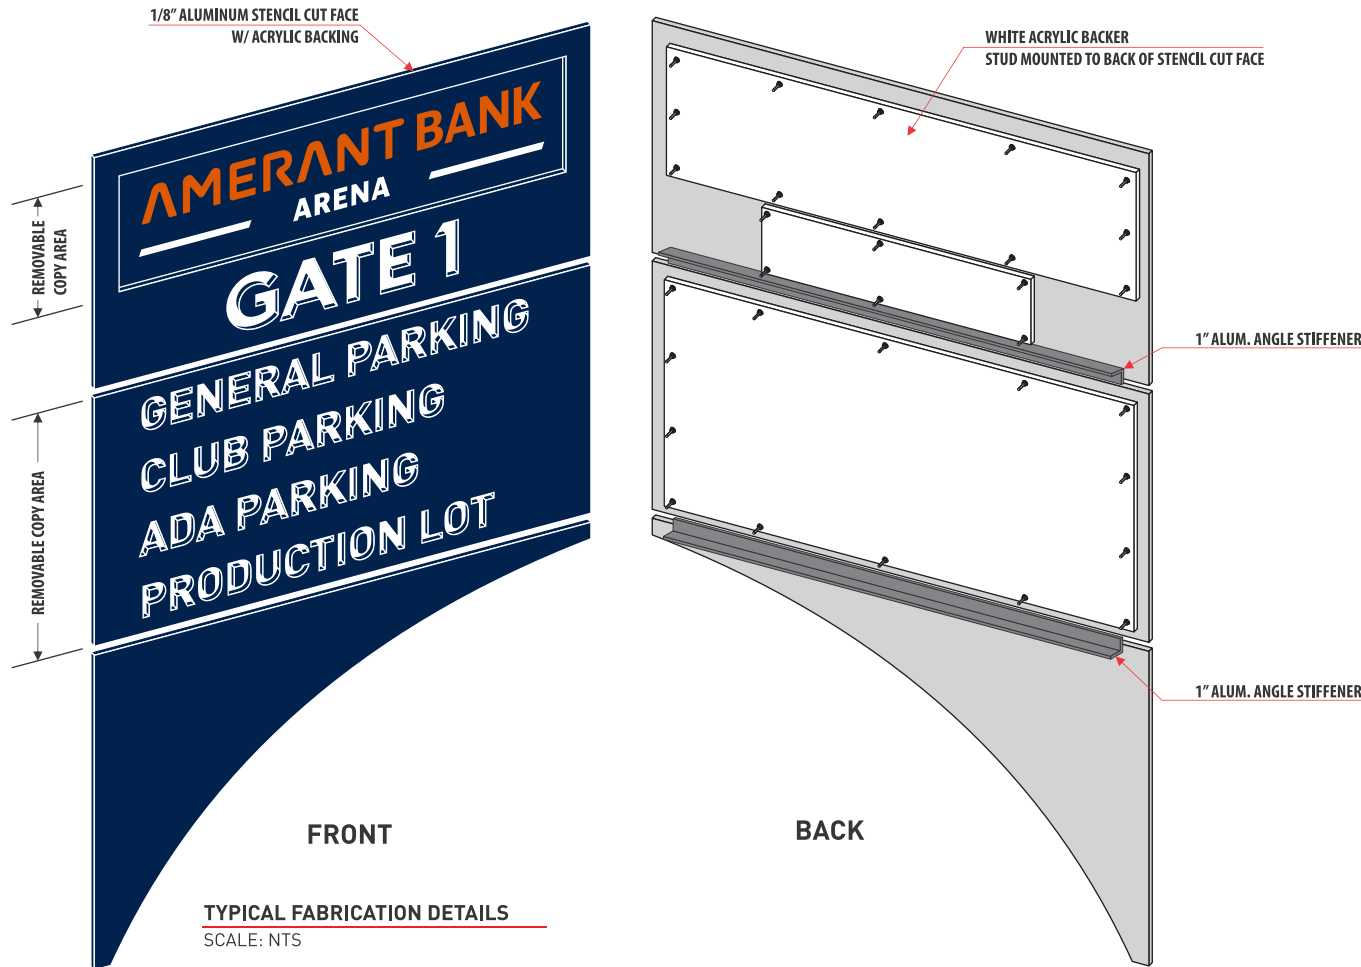 1/8" ALUMINUM STENCIL CUT FACE
W/ ACRYLIC BACKING
WHITE ACRYLIC BACKER
STUD MOUNTED TO BACK OF STENCIL CUT FACE
AMERANT BANK
ARENA
GATE 1
REMOVABLE
COPY AREA
GENERAL PARKING
CLUB PARKING
ADA PARKING
PRODUCTION LOT
REMOVABLE COPY AREA
1" ALUM. ANGLE STIFFENER
1" ALUM. ANGLE STIFFENER
FRONT
BACK
TYPICAL FABRICATION DETAILS
SCALE: NTS